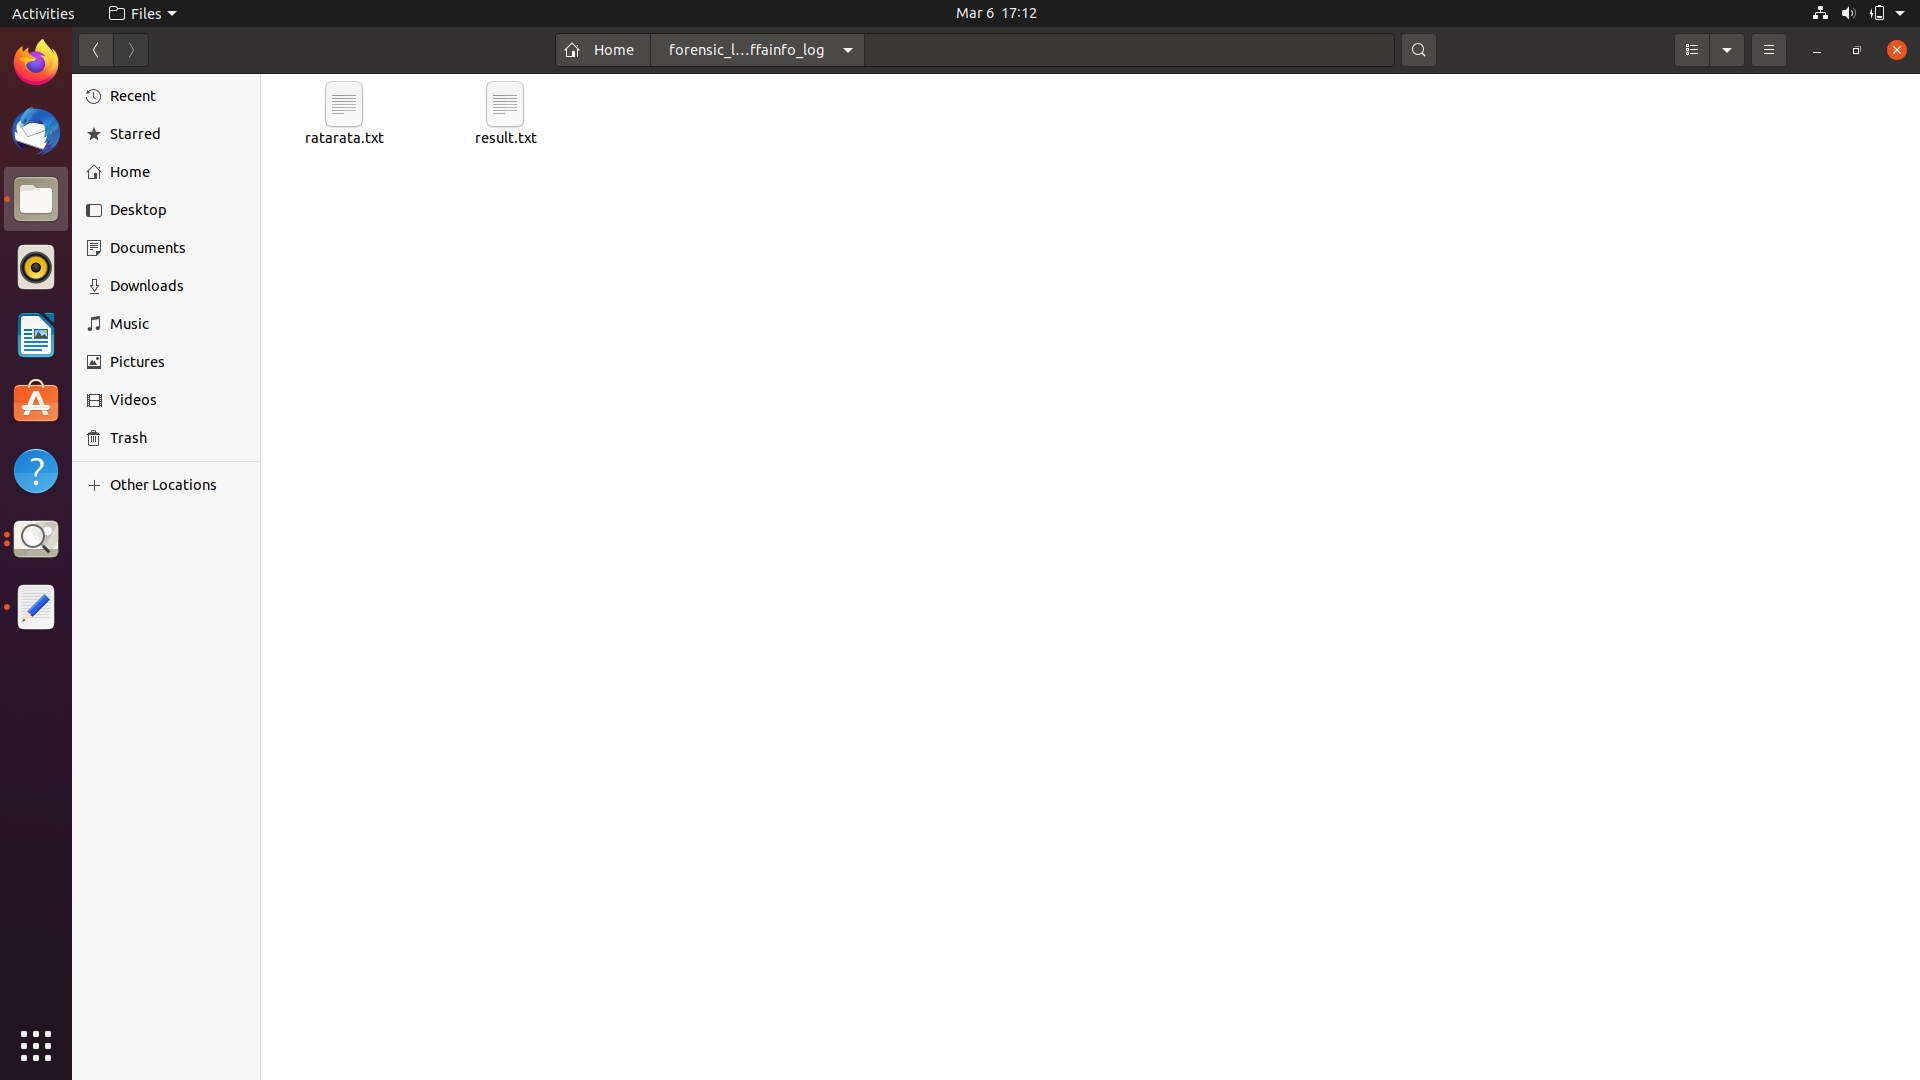 Activities
Files
Mar 6 17:12
Home
forensic_l…ffainfo_log
Recent
Starred
Home
Desktop
Documents
Downloads
Music
Pictures
Videos
Trash
Other Locations
ratarata.txt
result.txt